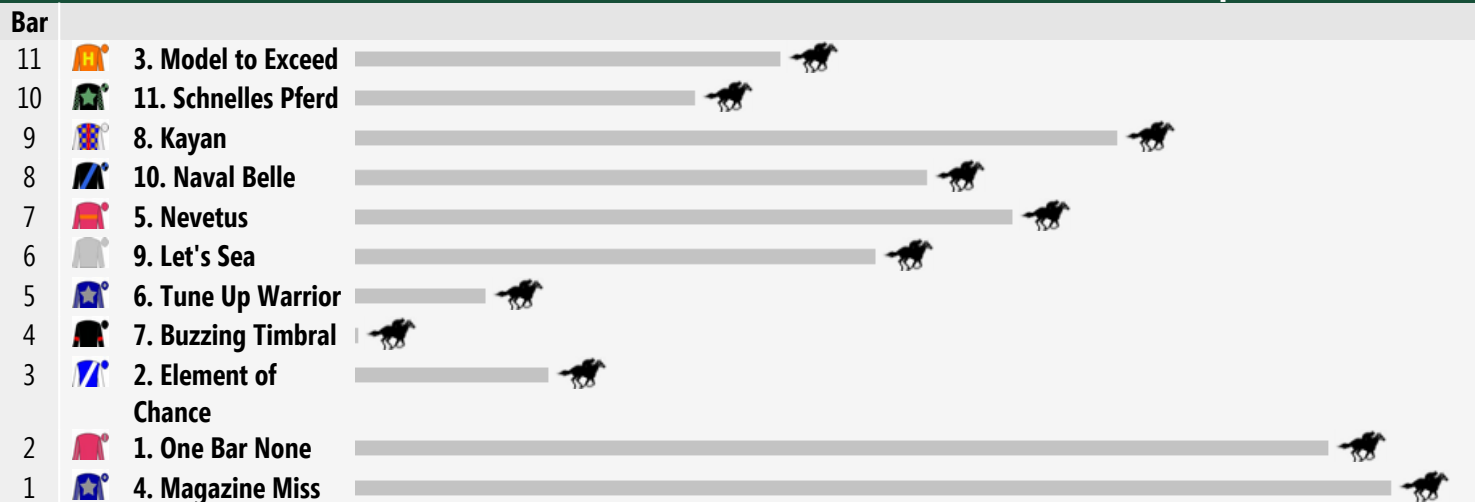 Bar
11 H 3. Model to Exceed
10 11. Schnelles Pferd
9 8. Kayan
8 10. Naval Belle
7 5. Nevetus
6 9. Let's Sea
5 6. Tune Up Warrior
4 7. Buzzing Timbral
3 2. Element of
Chance
2 1. One Bar None
1 4. Magazine Miss